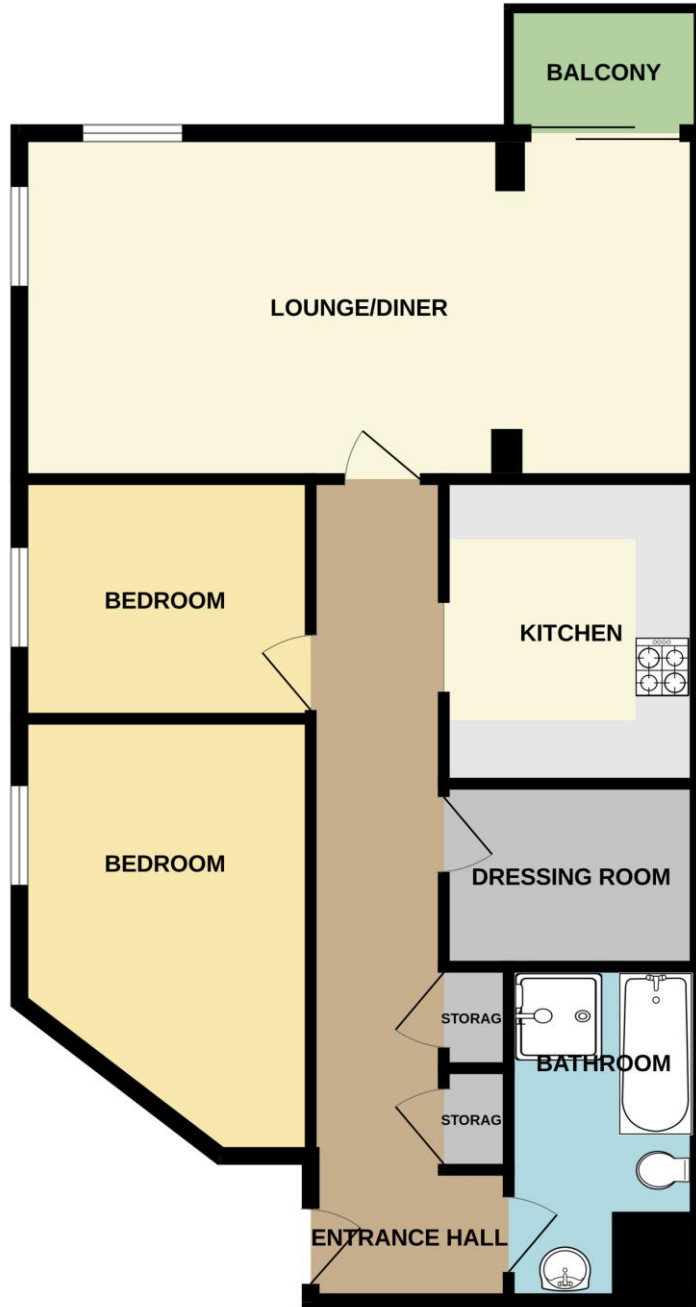 BALCONY
LOUNGE/DINER
BEDROOM
KITCHEN
BEDROOM
DRESSING ROOM
STORAG
BATHROOM
STORAG
ENTRANCE HALL